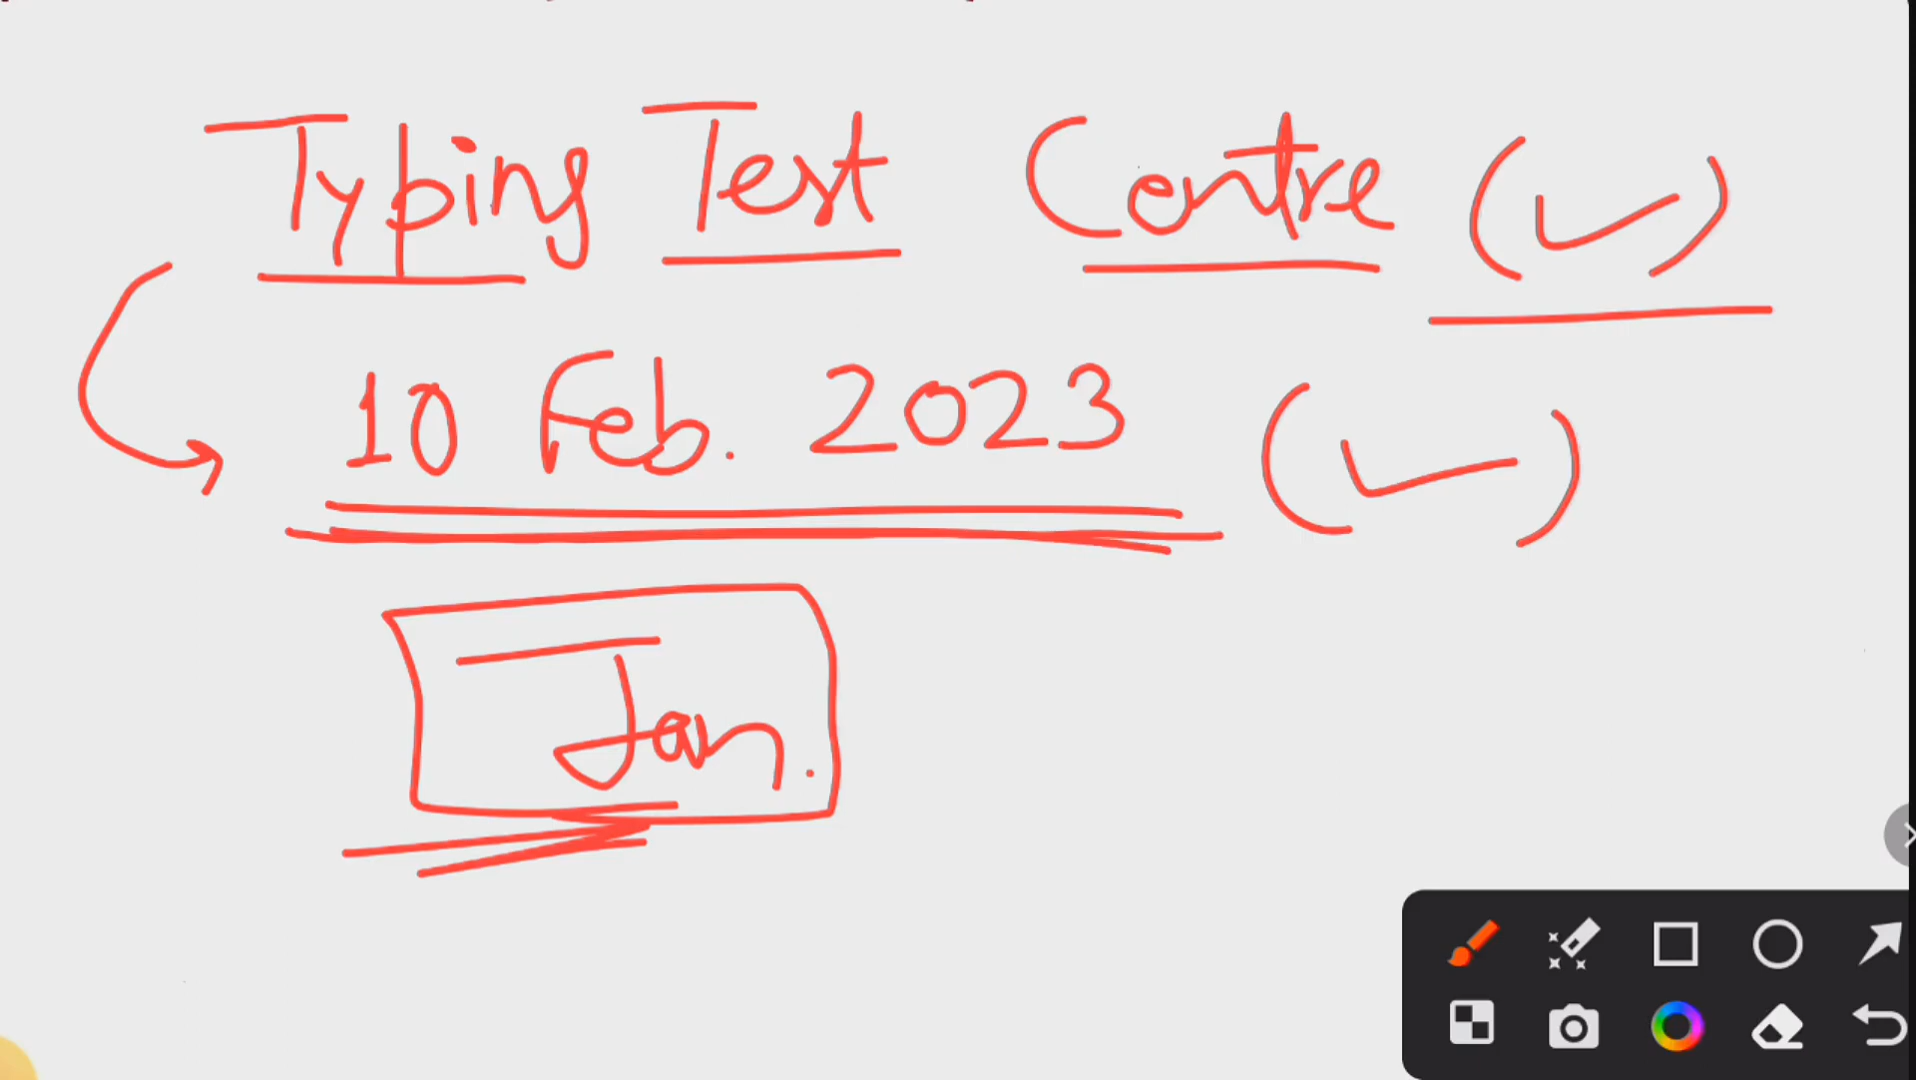 Typing Test Centre (✓)
10 Feb. 2023 (✓)
Jan.